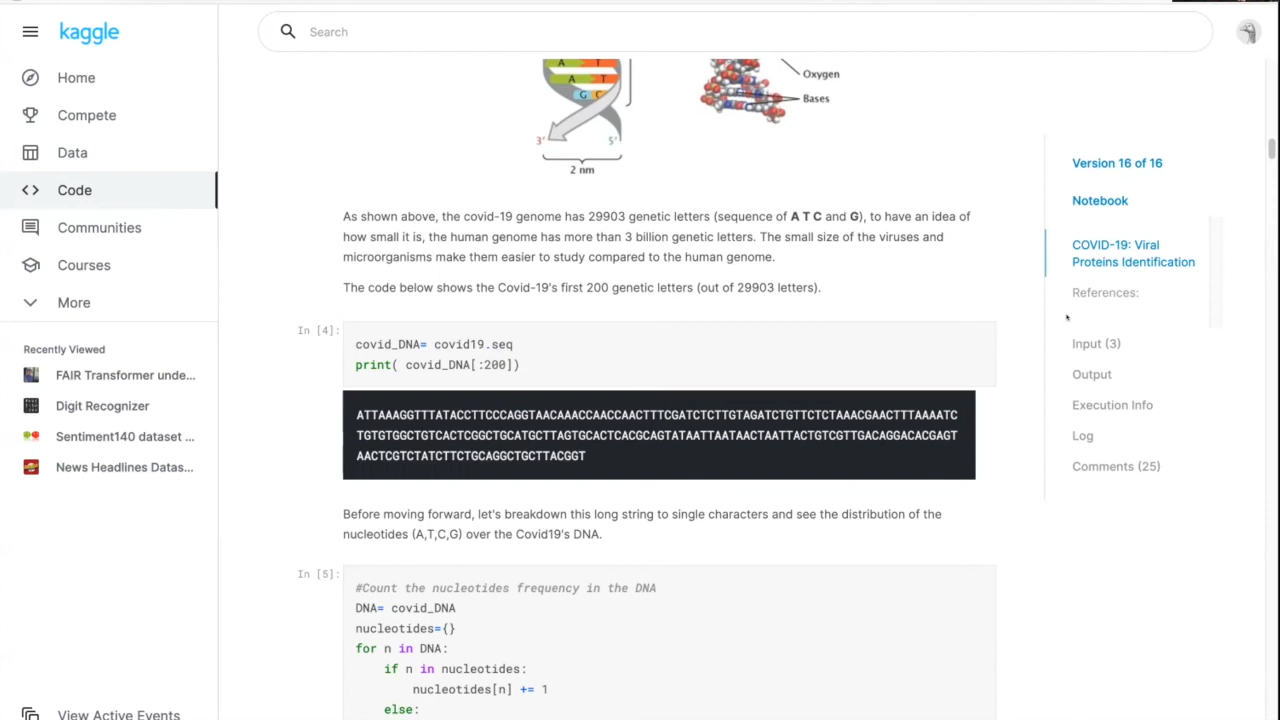 kaggle
Search
Home
Compete
Data
Code
Communities
Courses
More
Recently Viewed
FAIR Transformer unde...
Digit Recognizer
Sentiment140 dataset ...
News Headlines Datas...
View Active Events
A T
A T
G C
3' 5'
2 nm
Oxygen
Bases
As shown above, the covid-19 genome has 29903 genetic letters (sequence of A T C and G), to have an idea of
how small it is, the human genome has more than 3 billion genetic letters. The small size of the viruses and
microorganisms make them easier to study compared to the human genome.
The code below shows the Covid-19's first 200 genetic letters (out of 29903 letters).
In [4]:
covid_DNA= covid19.seq
print( covid_DNA[:200])
ATTAAAGGTTTATACCTTCCCAGGTAACAAACCAACCAACTTTCGATCTCTTGTAGATCTGTTCTCTAAACGAACTTTAAAATC
TGTGTGGCTGTCACTCGGCTGCATGCTTAGTGCACTCACGCAGTATAATTAATAACTAATTACTGTCGTTGACAGGACACGAGT
AACTCGTCTATCTTCTGCAGGCTGCTTACGGT
Before moving forward, let's breakdown this long string to single characters and see the distribution of the
nucleotides (A,T,C,G) over the Covid19's DNA.
In [5]:
#Count the nucleotides frequency in the DNA
DNA= covid_DNA
nucleotides={}
for n in DNA:
    if n in nucleotides:
        nucleotides[n] += 1
    else:
Version 16 of 16
Notebook
COVID-19: Viral
Proteins Identification
References:
Input (3)
Output
Execution Info
Log
Comments (25)